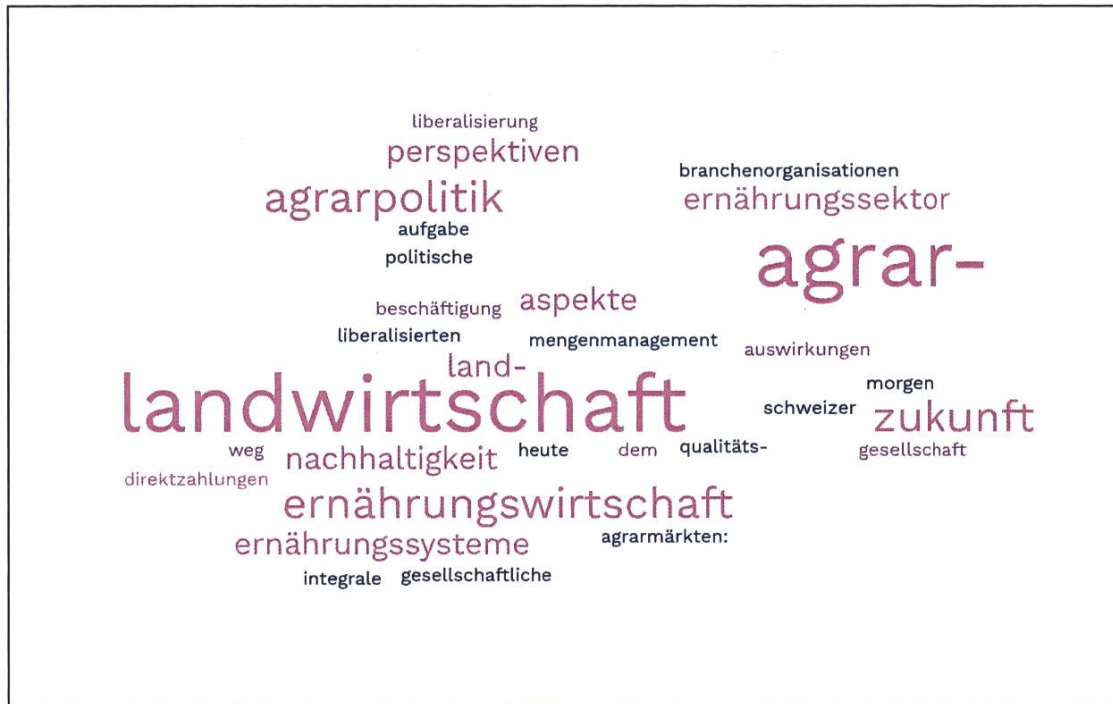 liberalisierung
perspektiven
branchenorganisationen
agrarpolitik
ernährungssektor
aufgabe
politische
agrar-
beschäftigung
aspekte
liberalisierten
mengenmanagement
auswirkungen
land-
morgen
landwirtschaft
schweizer
zukunft
weg
nachhaltigkeit
heute
dem
qualitäts-
gesellschaft
direktzahlungen
ernährungswirtschaft
ernährungssysteme
agrarmärkten:
integrale
gesellschaftliche